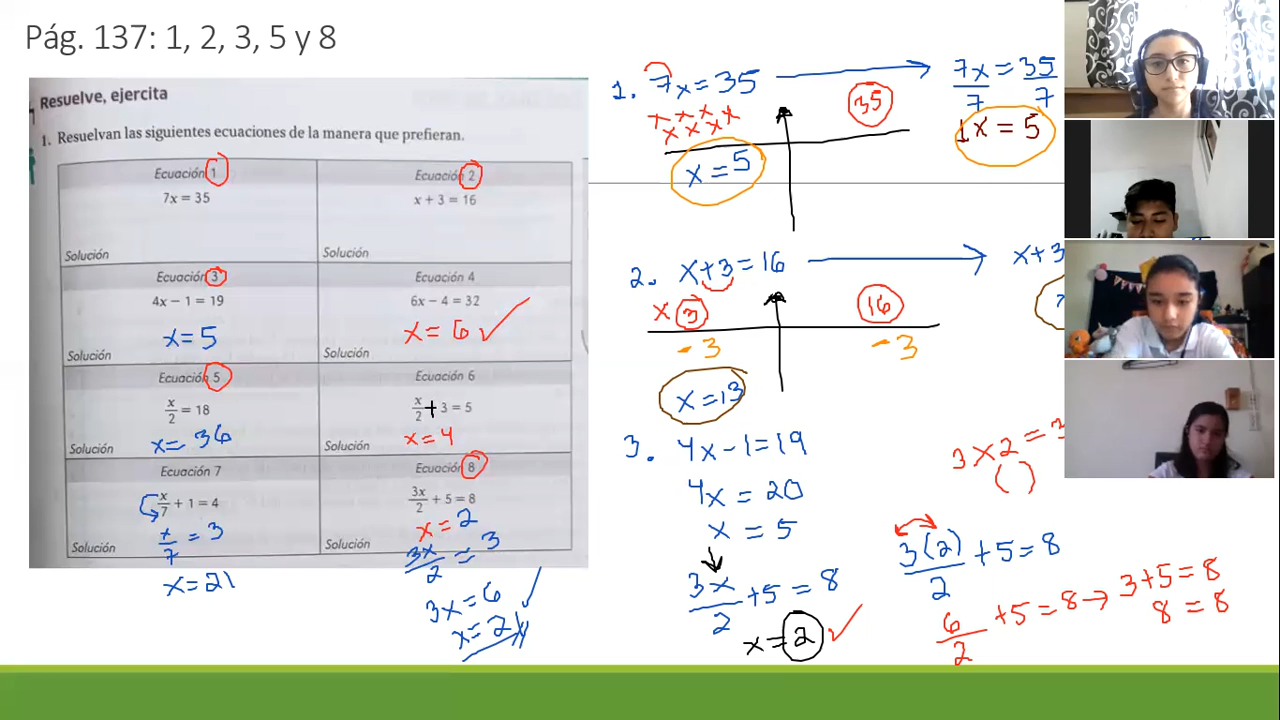 Pág. 137: 1, 2, 3, 5 y 8
Resuelve, ejercita
1. Resuelvan las siguientes ecuaciones de la manera que prefieran.
Ecuación 1
7x = 35
Solución
Ecuación 2
x + 3 = 16
Solución
Ecuación 3
4x − 1 = 19
x = 5
Solución
Ecuación 4
6x − 4 = 32
x = 6 ✓
Solución
Ecuación 5
x/2 = 18
x = 36
Solución
Ecuación 6
x/2 + 3 = 5
x = 4
Solución
Ecuación 7
x/7 + 1 = 4
x/7 = 3
Solución
x = 21
Ecuación 8
3x/2 + 5 = 8
x = 2
Solución
3x/2 = 3
3x = 6
x = 2
1. 7x = 35
x x x x
x x x x
35
x = 5
7x/7 = 35/7
1x = 5
2. x + 3 = 16
x 3
16
− 3
− 3
x = 13
x + 3
3. 4x − 1 = 19
4x = 20
x = 5
3x/2 + 5 = 8
x = 2 ✓
3 x 2 = 3
( )
3(2)/2 + 5 = 8
6/2 + 5 = 8 → 3 + 5 = 8
8 = 8